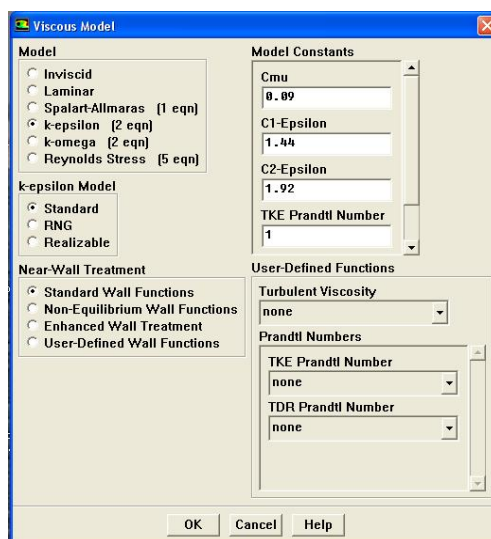 Viscous Model
Model
Inviscid
Laminar
Spalart-Allmaras (1 eqn)
k-epsilon (2 eqn)
k-omega (2 eqn)
Reynolds Stress (5 eqn)
k-epsilon Model
Standard
RNG
Realizable
Near-Wall Treatment
Standard Wall Functions
Non-Equilibrium Wall Functions
Enhanced Wall Treatment
User-Defined Wall Functions
Model Constants
Cmu
0.09
C1-Epsilon
1.44
C2-Epsilon
1.92
TKE Prandtl Number
1
User-Defined Functions
Turbulent Viscosity
none
Prandtl Numbers
TKE Prandtl Number
none
TDR Prandtl Number
none
OK Cancel Help